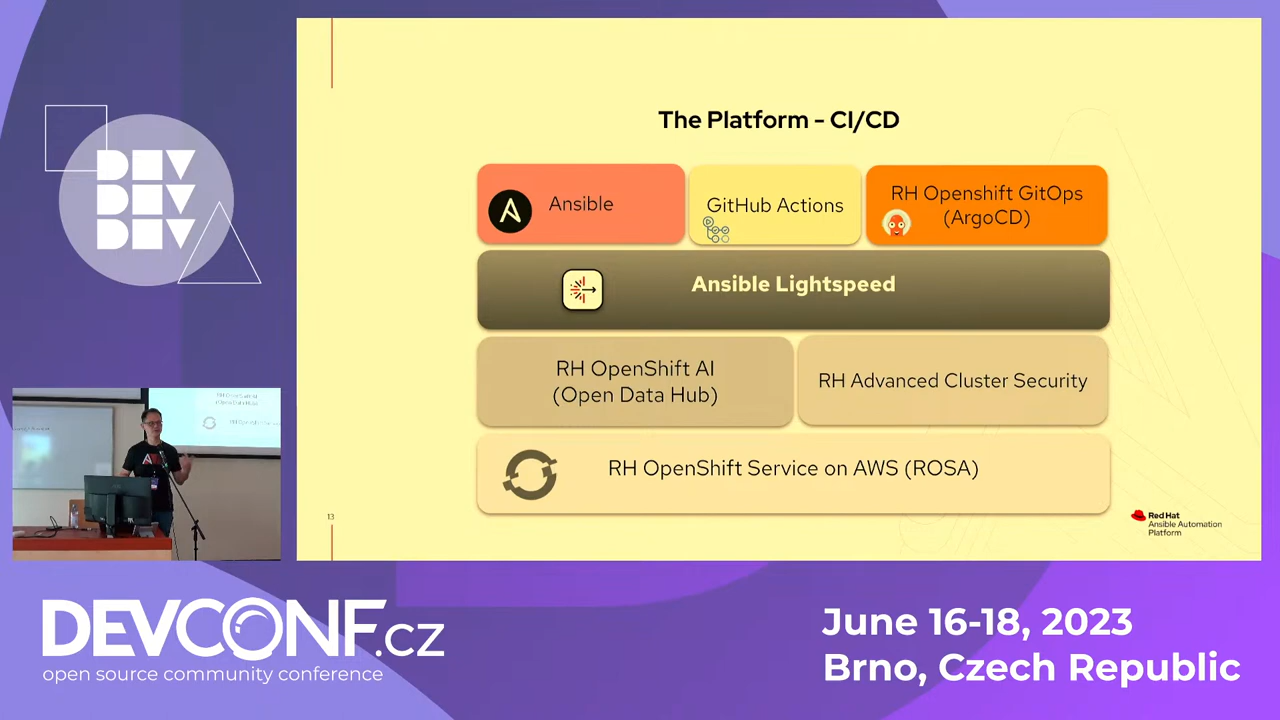 DEV
DEV
DEV
The Platform - CI/CD
Ansible
GitHub Actions
RH Openshift GitOps
(ArgoCD)
Ansible Lightspeed
RH OpenShift AI
(Open Data Hub)
RH Advanced Cluster Security
RH OpenShift Service on AWS (ROSA)
13
Red Hat
Ansible Automation
Platform
DEVCONF.cz
open source community conference
June 16-18, 2023
Brno, Czech Republic